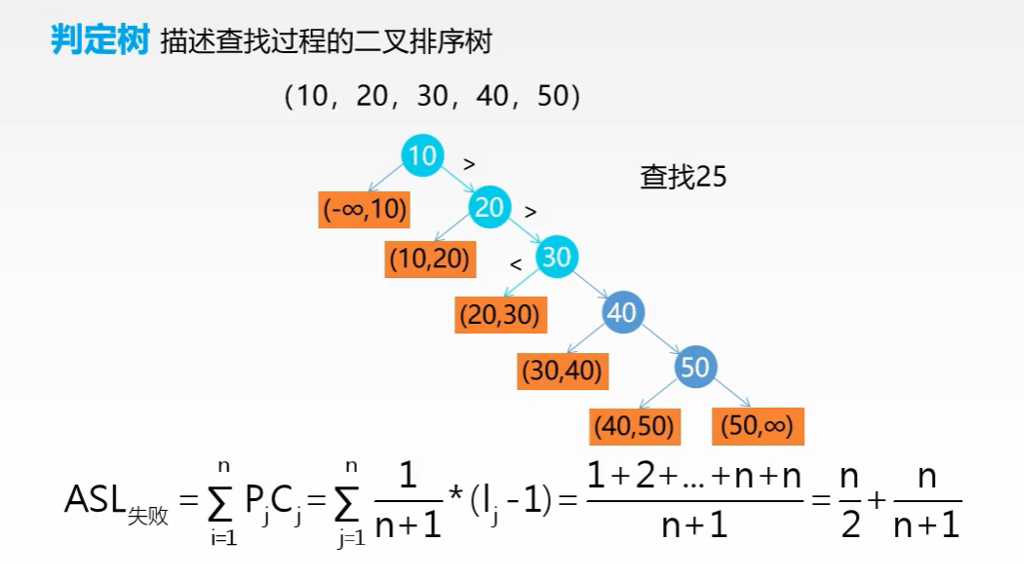 判定树 描述查找过程的二叉排序树
(10，20，30，40，50)
10 >
查找25
(-∞,10) 20 >
(10,20) < 30
(20,30) 40
(30,40) 50
(40,50) (50,∞)
ASL失败 = ∑_{i=1}^{n} P_j C_j = ∑_{j=1}^{n} \frac{1}{n+1} * (l_j - 1) = \frac{1+2+...+n+n}{n+1} = \frac{n}{2} + \frac{n}{n+1}